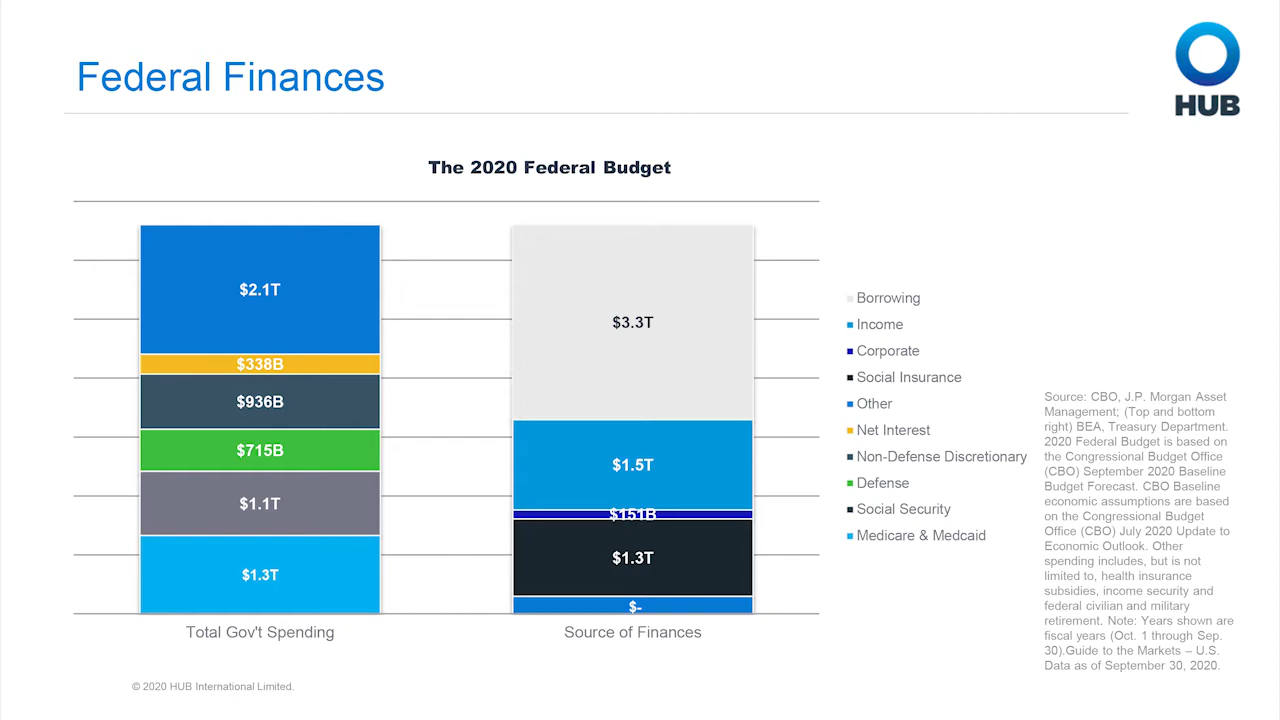 Federal Finances
HUB
The 2020 Federal Budget
$2.1T
$338B
$936B
$715B
$1.1T
$1.3T
$3.3T
$1.5T
$151B
$1.3T
$-
Total Gov't Spending
Source of Finances
Borrowing
Income
Corporate
Social Insurance
Other
Net Interest
Non-Defense Discretionary
Defense
Social Security
Medicare & Medcaid
Source: CBO, J.P. Morgan Asset
Management; (Top and bottom
right) BEA, Treasury Department.
2020 Federal Budget is based on
the Congressional Budget Office
(CBO) September 2020 Baseline
Budget Forecast. CBO Baseline
economic assumptions are based
on the Congressional Budget
Office (CBO) July 2020 Update to
Economic Outlook. Other
spending includes, but is not
limited to, health insurance
subsidies, income security and
federal civilian and military
retirement. Note: Years shown are
fiscal years (Oct. 1 through Sep.
30).Guide to the Markets – U.S.
Data as of September 30, 2020.
© 2020 HUB International Limited.